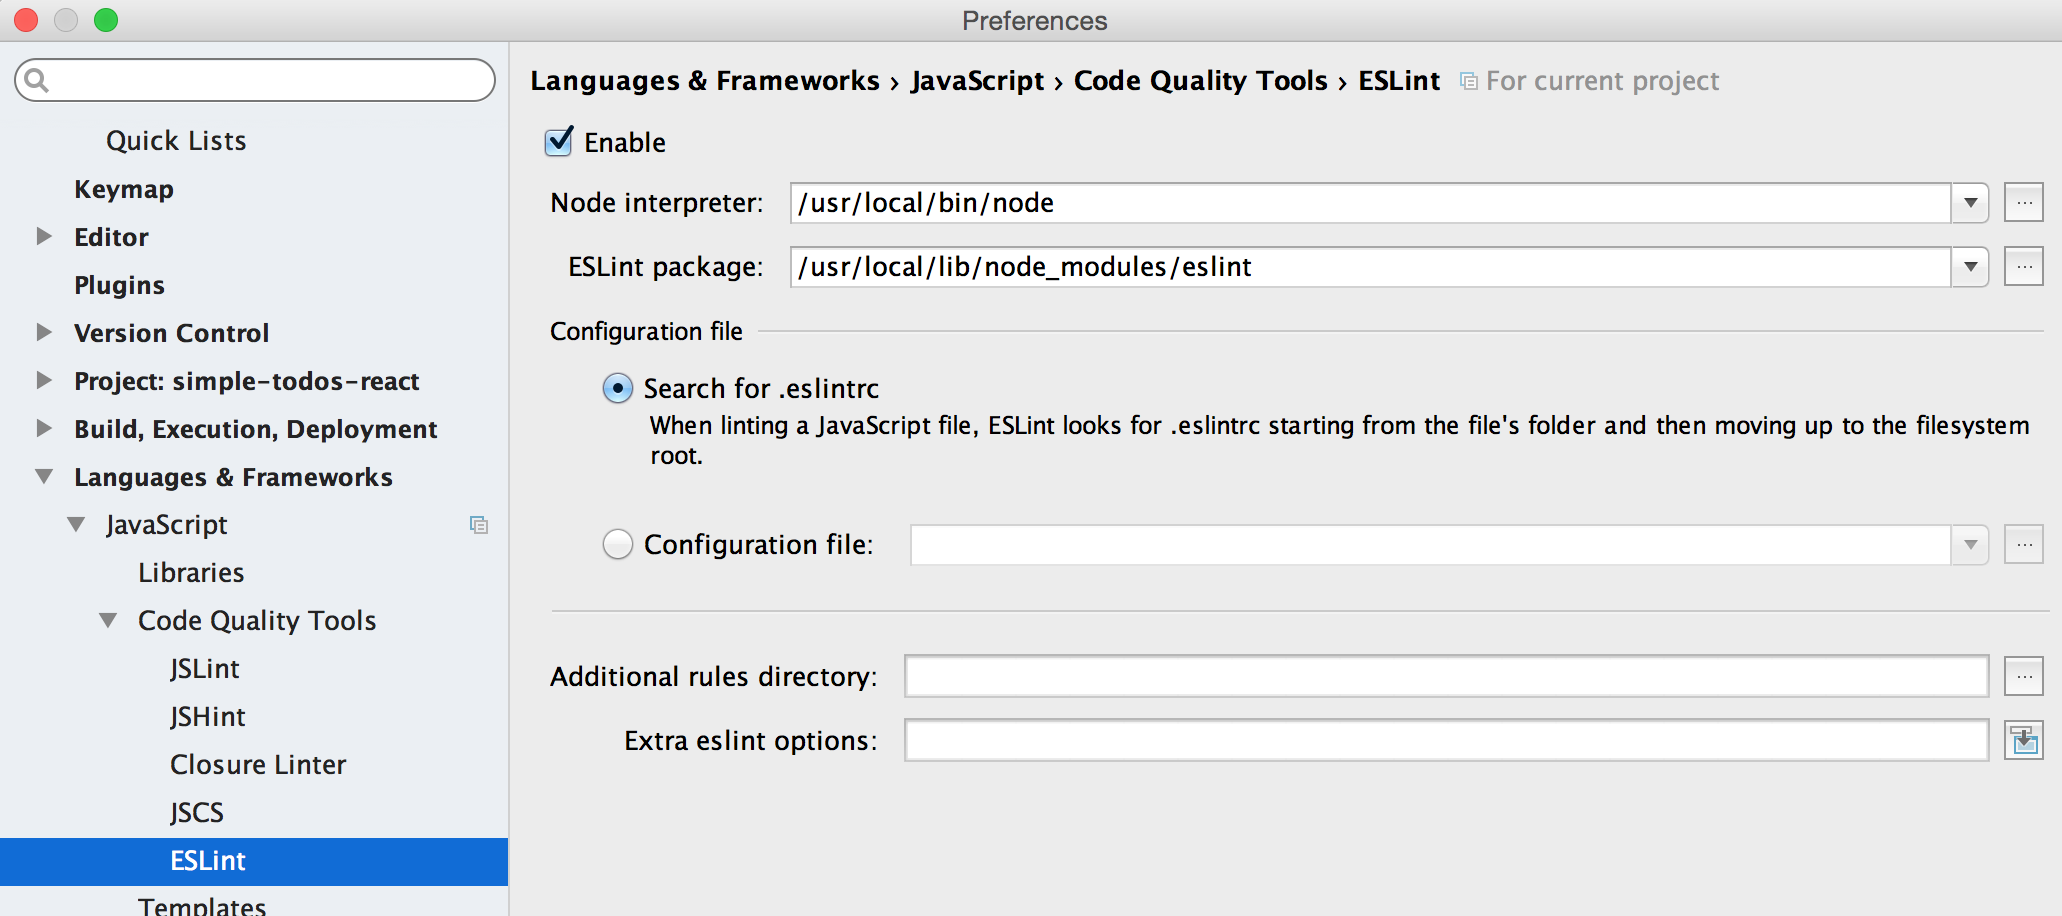 Preferences
Quick Lists
Keymap
Editor
Plugins
Version Control
Project: simple-todos-react
Build, Execution, Deployment
Languages & Frameworks
JavaScript
Libraries
Code Quality Tools
JSLint
JSHint
Closure Linter
JSCS
ESLint
Templates
Languages & Frameworks › JavaScript › Code Quality Tools › ESLint For current project
Enable
Node interpreter: /usr/local/bin/node
ESLint package: /usr/local/lib/node_modules/eslint
Configuration file
Search for .eslintrc
When linting a JavaScript file, ESLint looks for .eslintrc starting from the file's folder and then moving up to the filesystem
root.
Configuration file:
Additional rules directory:
Extra eslint options: